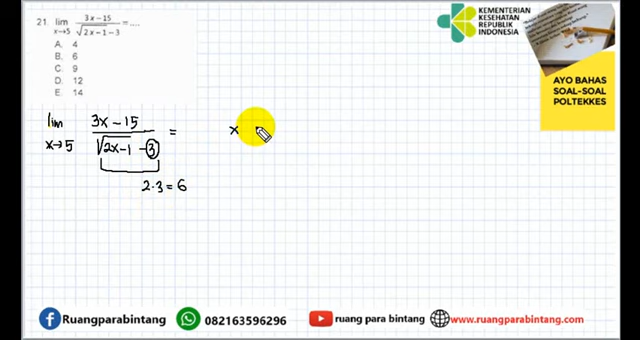 21. lim 3x-15 / √2x-1-3 = ....
x→5
A. 4
B. 6
C. 9
D. 12
E. 14
lim 3x-15 / √2x-1 -3 = x
x→5
2·3 = 6
KEMENTERIAN
KESEHATAN
REPUBLIK
INDONESIA
AYO BAHAS
SOAL-SOAL
POLTEKKES
Ruangparabintang 082163596296 ruang para bintang www.ruangparabintang.com